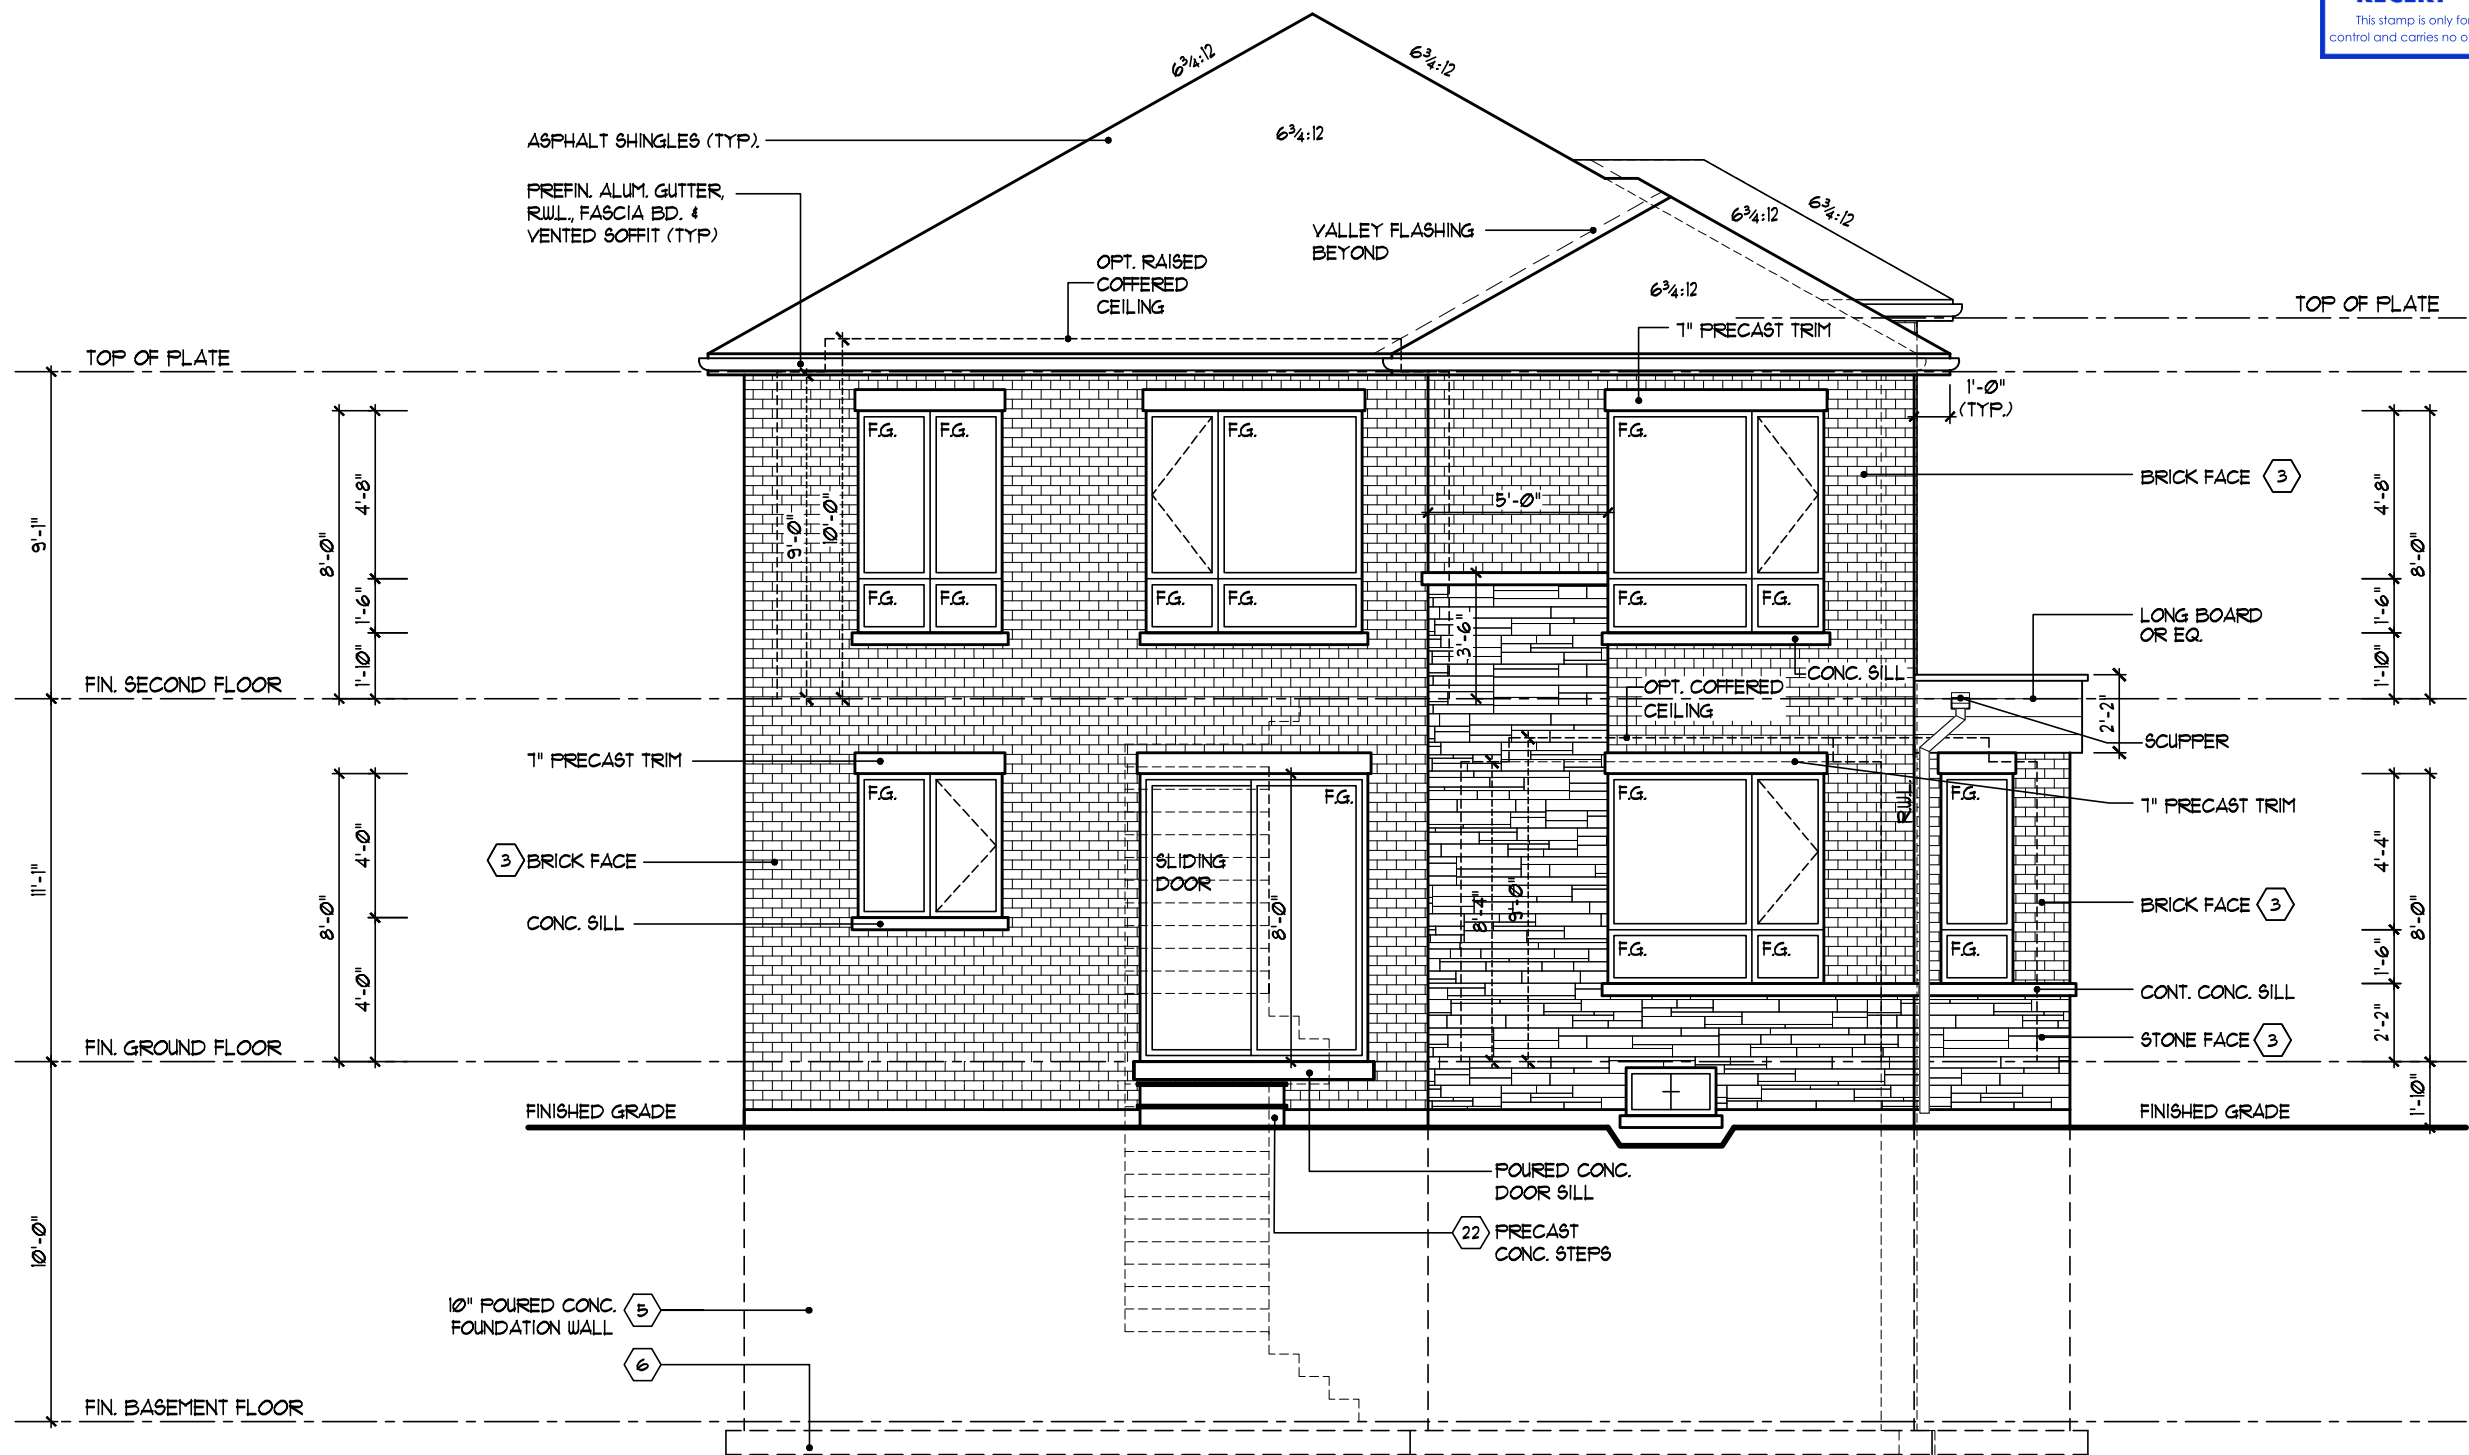 This stamp is only for
control and carries no o
6¾:12
6¾:12
6¾:12
ASPHALT SHINGLES (TYP).
PREFIN. ALUM. GUTTER,
R.W.L., FASCIA BD. &
VENTED SOFFIT (TYP)
VALLEY FLASHING
BEYOND
6¾:12
6¾:12
OPT. RAISED
COFFERED
CEILING
6¾:12
7" PRECAST TRIM
TOP OF PLATE
TOP OF PLATE
1'-0"
(TYP.)
F.G.
F.G.
F.G.
F.G.
BRICK FACE 3
9'-1"
8'-0"
4'-8"
1'-6"
1'-10"
9'-0"
10'-0"
5'-0"
4'-8"
8'-0"
1'-6"
1'-10"
F.G.
F.G.
F.G.
F.G.
F.G.
F.G.
3'-6"
LONG BOARD
OR EQ.
CONC. SILL
FIN. SECOND FLOOR
OPT. COFFERED
CEILING
2'-2"
SCUPPER
7" PRECAST TRIM
F.G.
F.G.
F.G.
R.W.L.
F.G.
7" PRECAST TRIM
11'-1"
8'-0"
4'-0"
4'-0"
3 BRICK FACE
SLIDING
DOOR
8'-0"
8'-4"
9'-0"
4'-4"
8'-0"
1'-6"
2'-2"
BRICK FACE 3
CONC. SILL
F.G.
F.G.
F.G.
CONT. CONC. SILL
STONE FACE 3
FIN. GROUND FLOOR
1'-10"
FINISHED GRADE
FINISHED GRADE
POURED CONC.
DOOR SILL
22 PRECAST
CONC. STEPS
10'-0"
10" POURED CONC. 5
FOUNDATION WALL
6
FIN. BASEMENT FLOOR